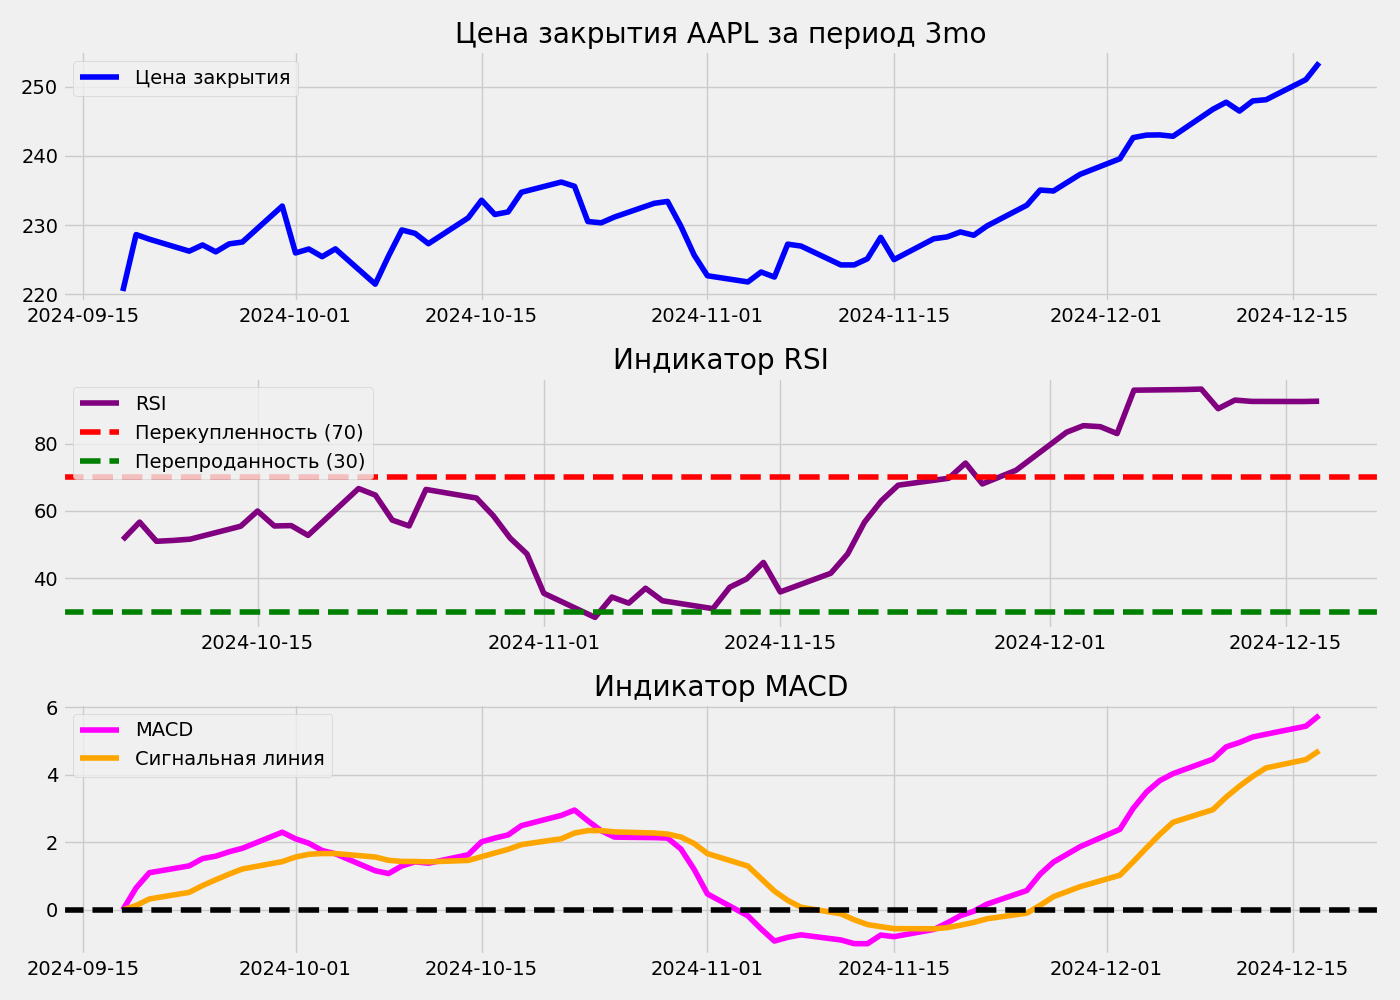 Цена закрытия AAPL за период 3mo
Цена закрытия
250
240
230
220
2024-09-15 2024-10-01 2024-10-15 2024-11-01 2024-11-15 2024-12-01 2024-12-15
Индикатор RSI
RSI
Перекупленность (70)
Перепроданность (30)
80
60
40
2024-10-15 2024-11-01 2024-11-15 2024-12-01 2024-12-15
Индикатор MACD
MACD
Сигнальная линия
6
4
2
0
2024-09-15 2024-10-01 2024-10-15 2024-11-01 2024-11-15 2024-12-01 2024-12-15